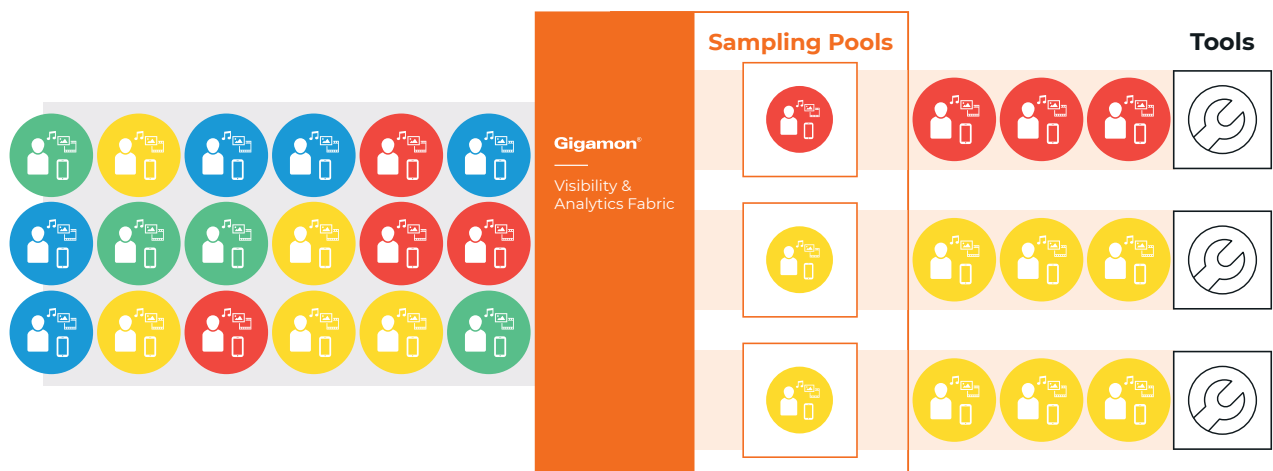 Sampling Pools
Tools
Gigamon®
Visibility &
Analytics Fabric